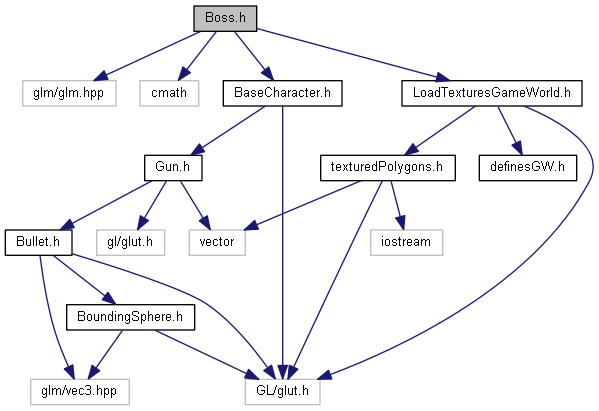 Boss.h
glm/glm.hpp
cmath
BaseCharacter.h
LoadTexturesGameWorld.h
Gun.h
texturedPolygons.h
definesGW.h
Bullet.h
gl/glut.h
vector
iostream
BoundingSphere.h
glm/vec3.hpp
GL/glut.h